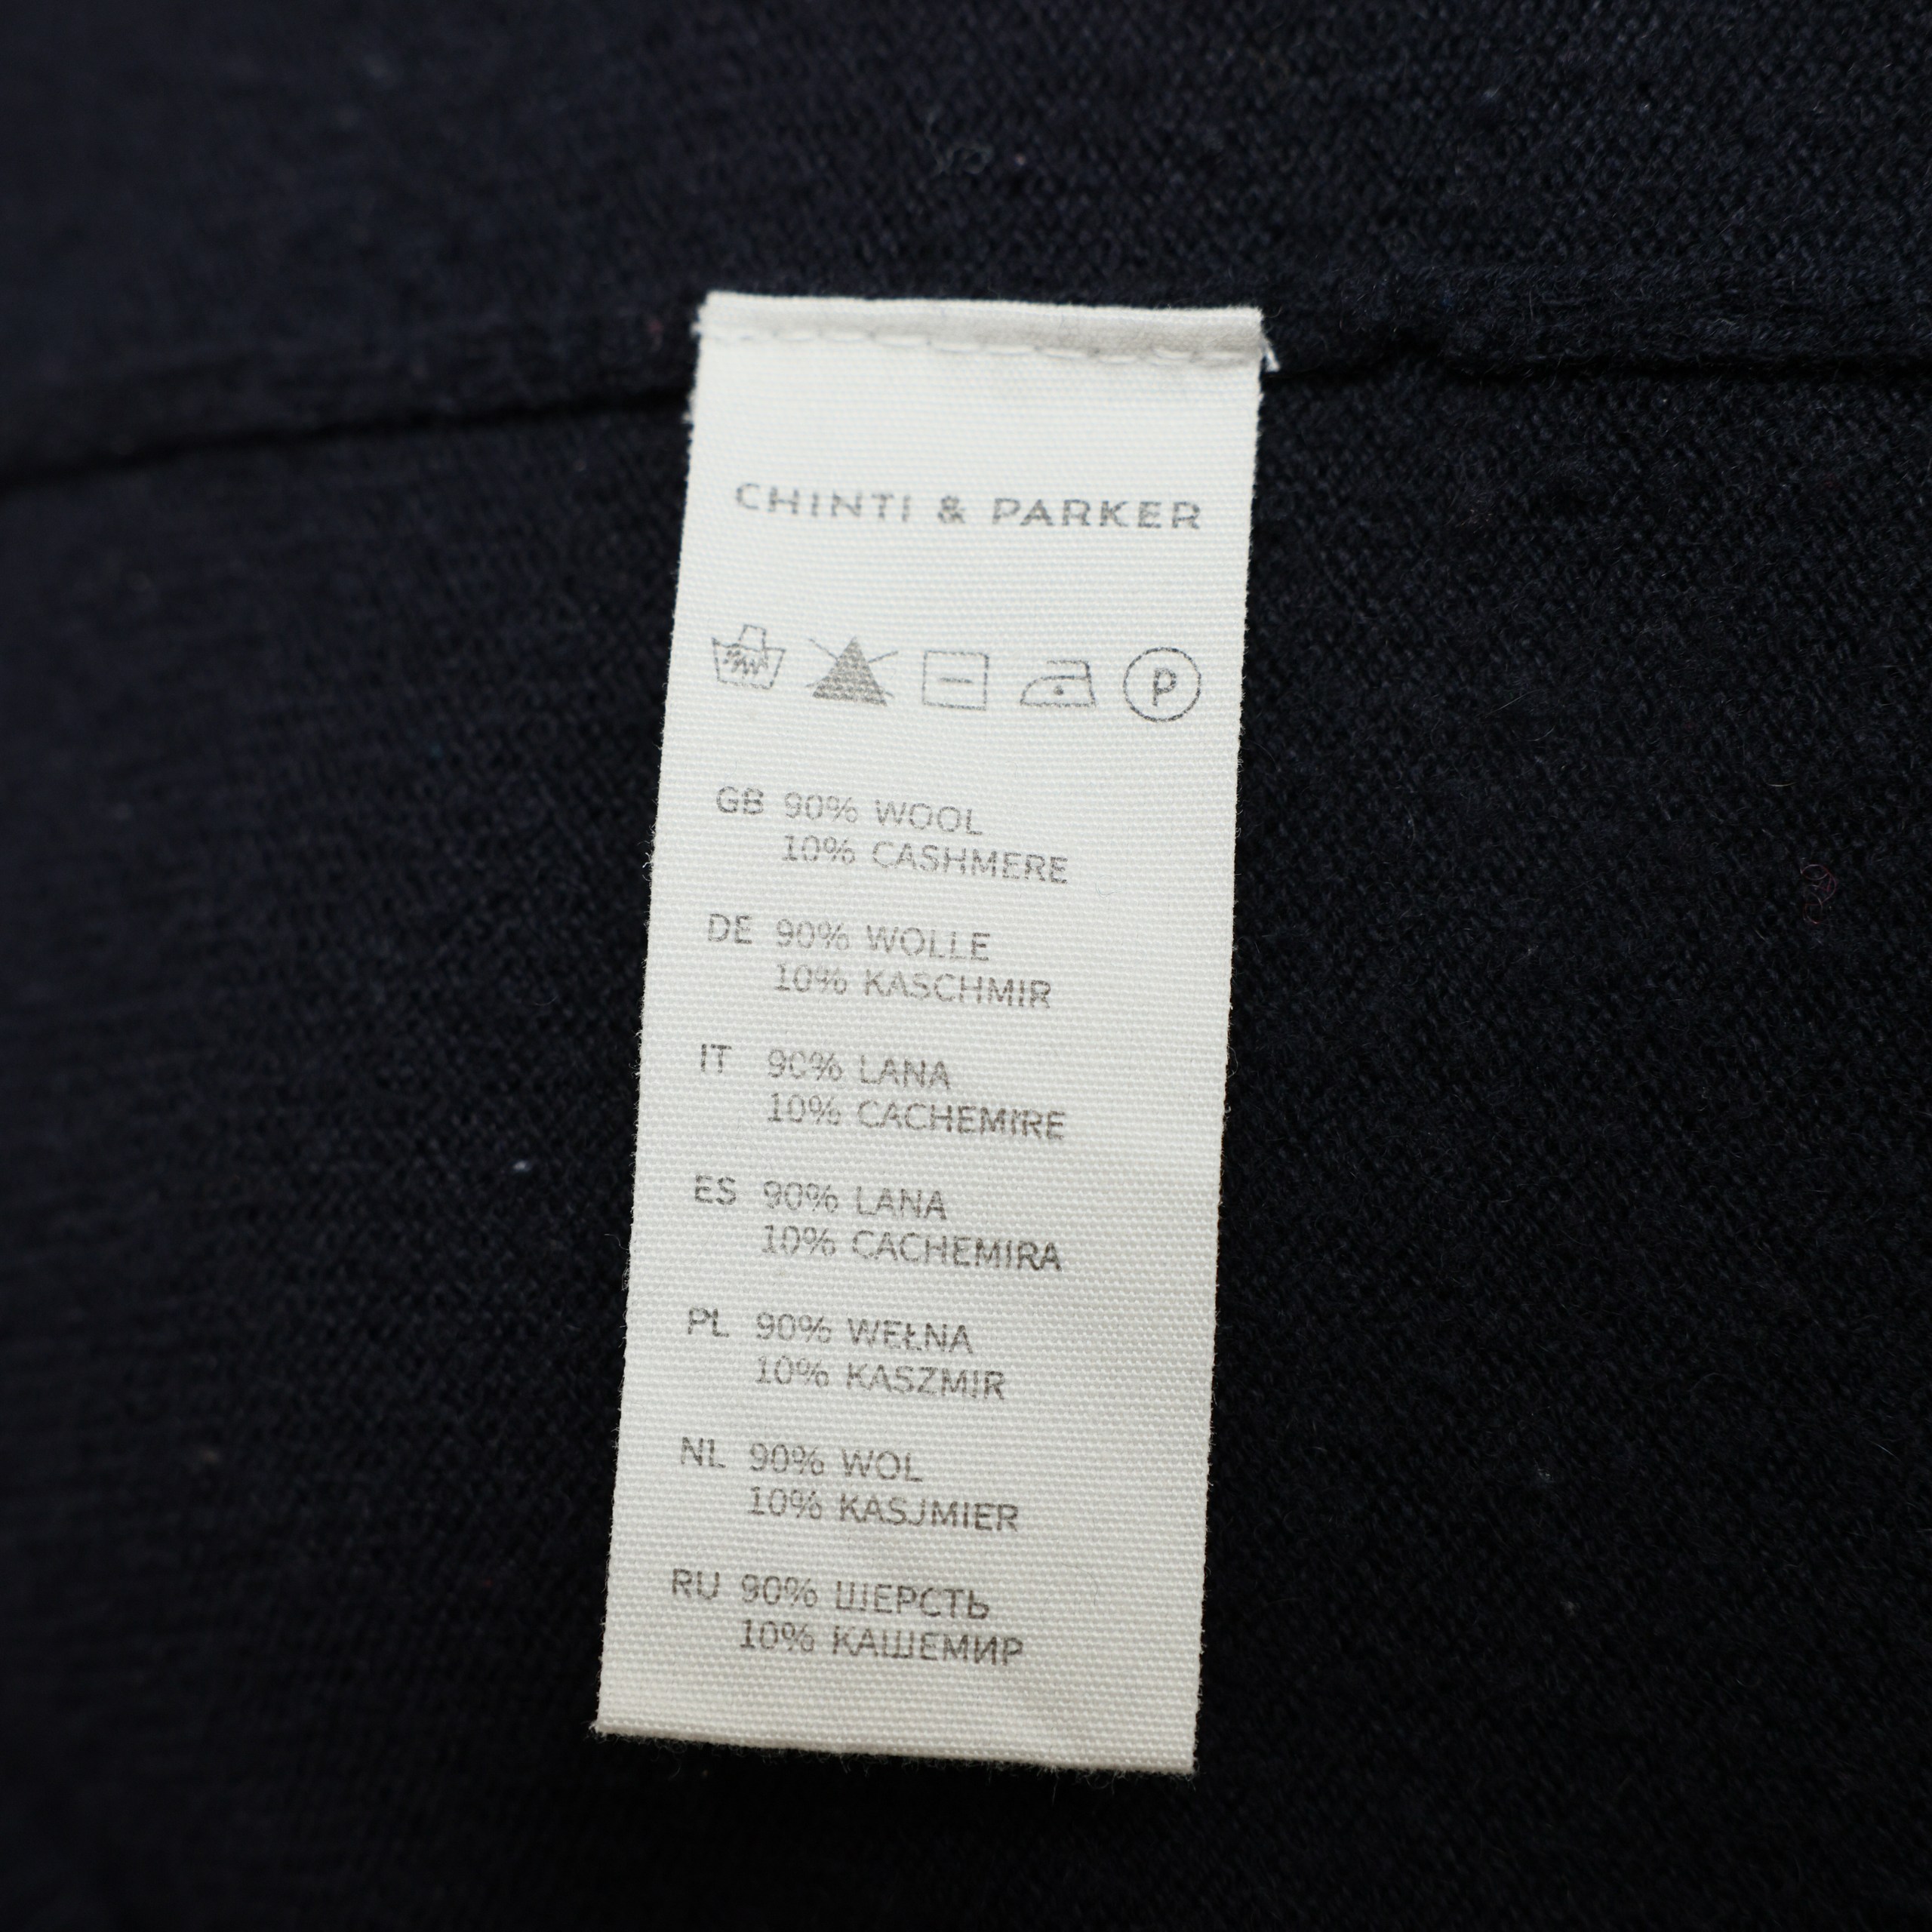 CHINTI & PARKER
P
GB 90% WOOL
10% CASHMERE
DE 90% WOLLE
10% KASCHMIR
IT 90% LANA
10% CACHEMIRE
ES 90% LANA
10% CACHEMIRA
PL 90% WEŁNA
10% KASZMIR
NL 90% WOL
10% KASJMIER
RU 90% ШЕРСТЬ
10% КАШЕМИР